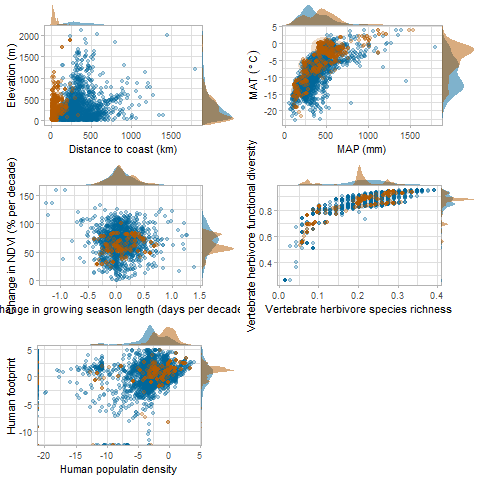 Elevation (m)
2000
1500
1000
500
0
0 500 1000 1500
Distance to coast (km)
MAT (°C)
5
0
-5
-10
-15
-20
0 500 1000 1500
MAP (mm)
hange in NDVI (% per decade)
150
100
50
0
-1.0 -0.5 0.0 0.5 1.0 1.5
hange in growing season length (days per decade
Vertebrate herbivore functional diversity
0.8
0.6
0.4
0.0 0.1 0.2 0.3 0.4
Vertebrate herbivore species richness
Human footprint
5
0
-5
-10
-20 -15 -10 -5 0 5
Human populatin density